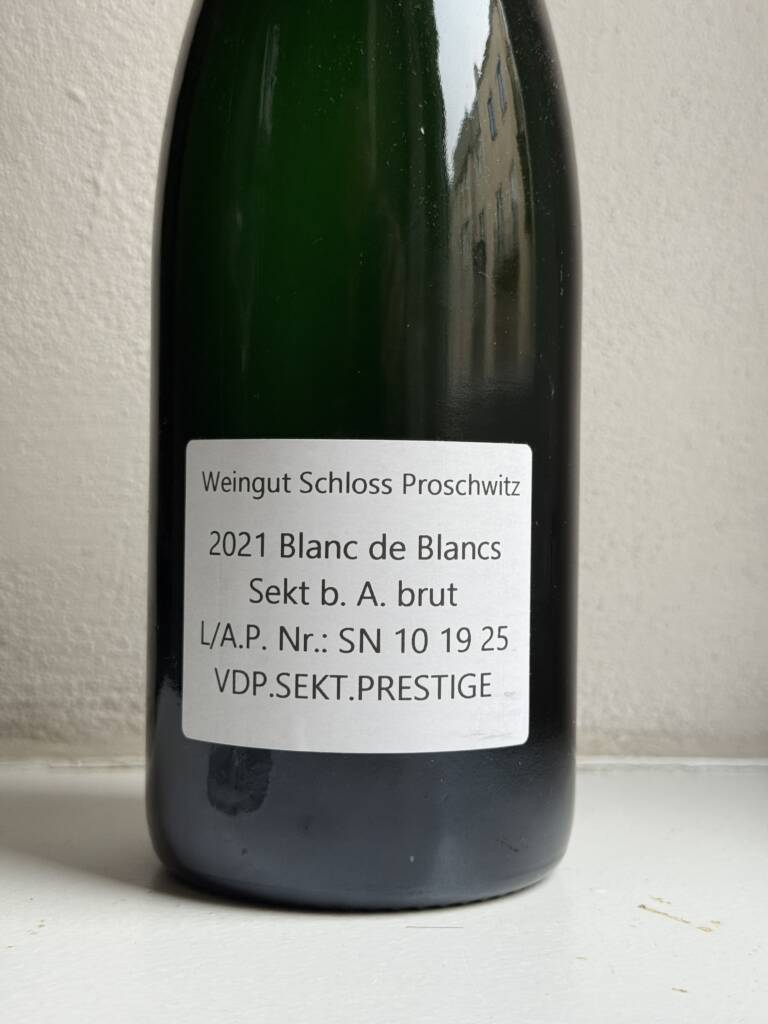 Weingut Schloss Proschwitz
2021 Blanc de Blancs
Sekt b. A. brut
L/A.P. Nr.: SN 10 19 25
VDP.SEKT.PRESTIGE